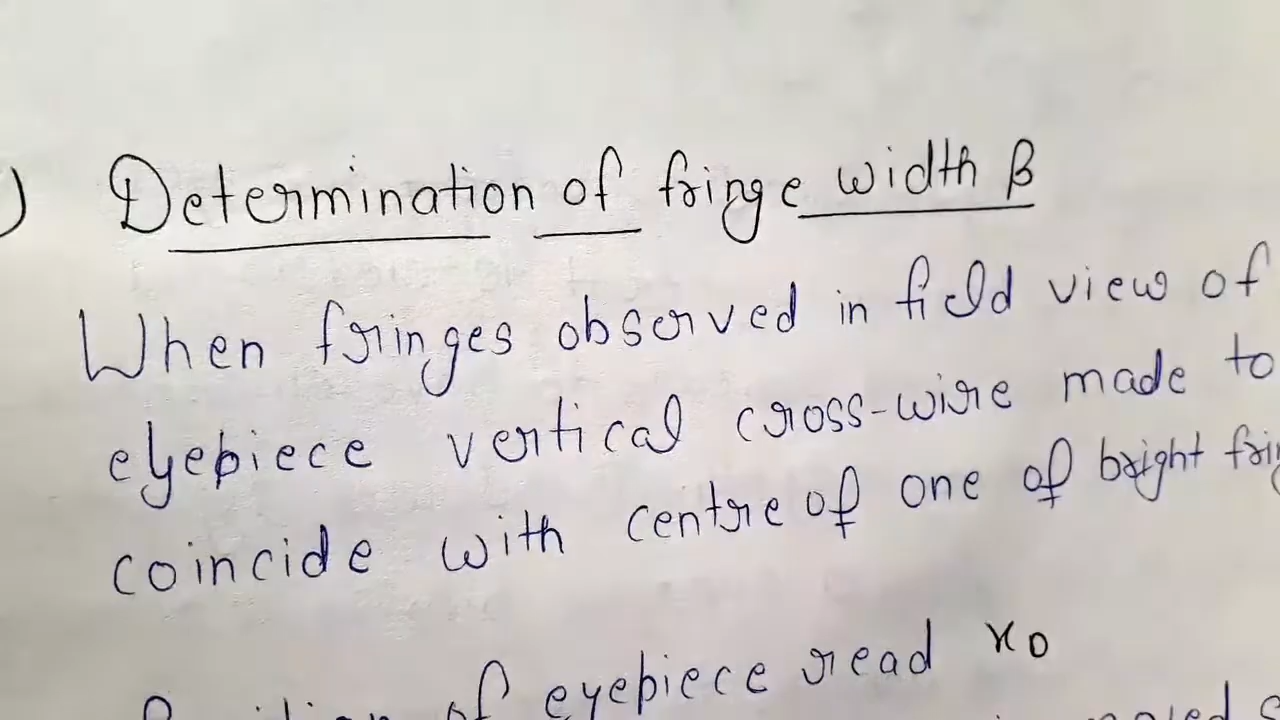 ) Determination of fringe width β
When fringes observed in field view of
eyepiece vertical cross-wire made to
coincide with centre of one of bright
of eyepiece read x₀